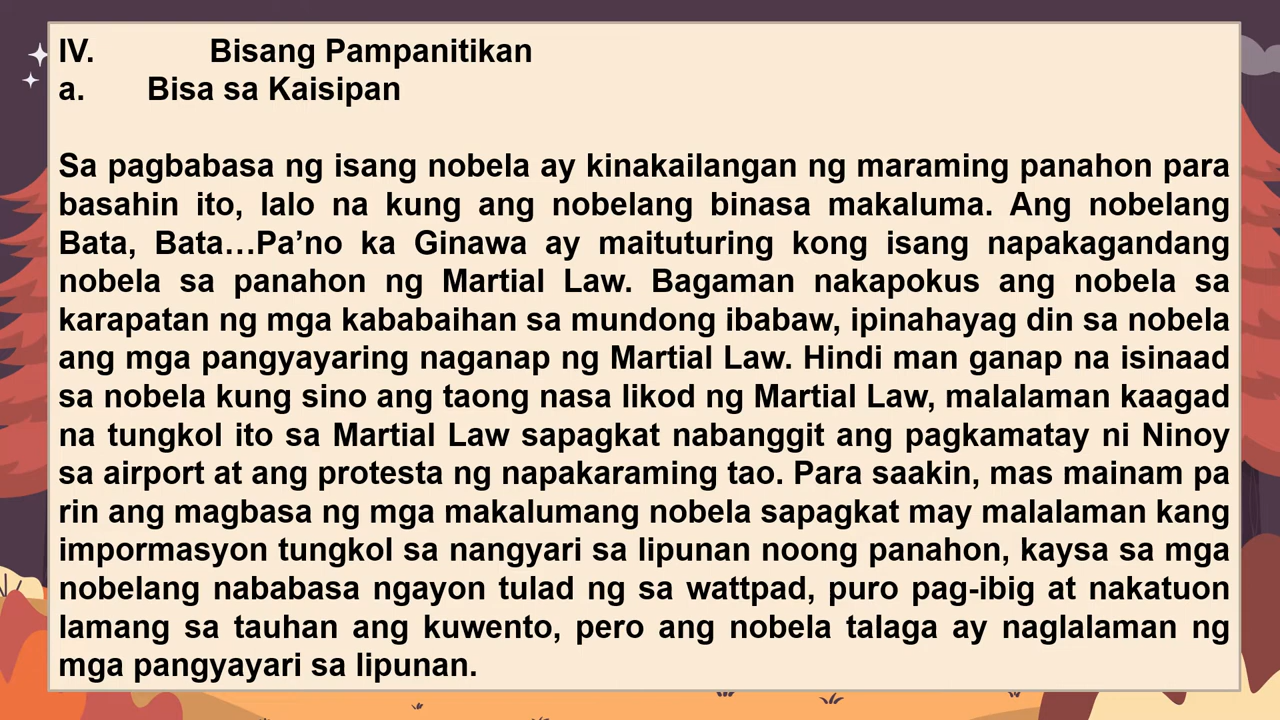 IV. Bisang Pampanitikan
a. Bisa sa Kaisipan
Sa pagbabasa ng isang nobela ay kinakailangan ng maraming panahon para
basahin ito, lalo na kung ang nobelang binasa makaluma. Ang nobelang
Bata, Bata…Pa’no ka Ginawa ay maituturing kong isang napakagandang
nobela sa panahon ng Martial Law. Bagaman nakapokus ang nobela sa
karapatan ng mga kababaihan sa mundong ibabaw, ipinahayag din sa nobela
ang mga pangyayaring naganap ng Martial Law. Hindi man ganap na isinaad
sa nobela kung sino ang taong nasa likod ng Martial Law, malalaman kaagad
na tungkol ito sa Martial Law sapagkat nabanggit ang pagkamatay ni Ninoy
sa airport at ang protesta ng napakaraming tao. Para saakin, mas mainam pa
rin ang magbasa ng mga makalumang nobela sapagkat may malalaman kang
impormasyon tungkol sa nangyari sa lipunan noong panahon, kaysa sa mga
nobelang nababasa ngayon tulad ng sa wattpad, puro pag-ibig at nakatuon
lamang sa tauhan ang kuwento, pero ang nobela talaga ay naglalaman ng
mga pangyayari sa lipunan.